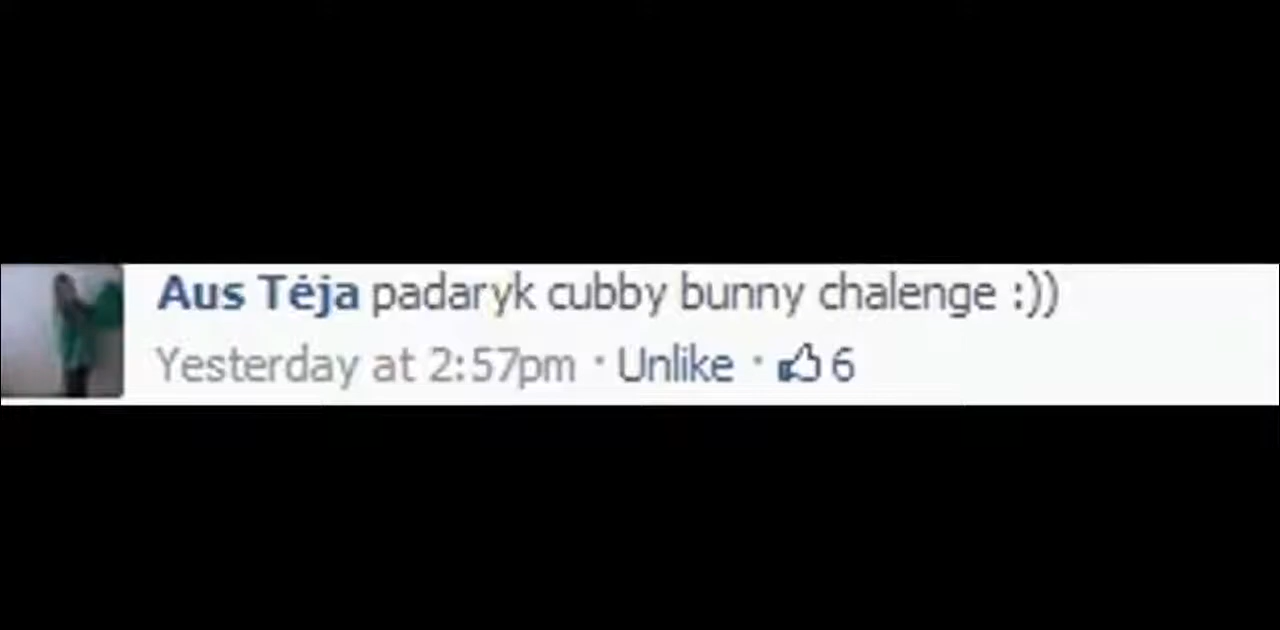 Aus Tėja padaryk cubby bunny chalenge :))
Yesterday at 2:57pm · Unlike · 6